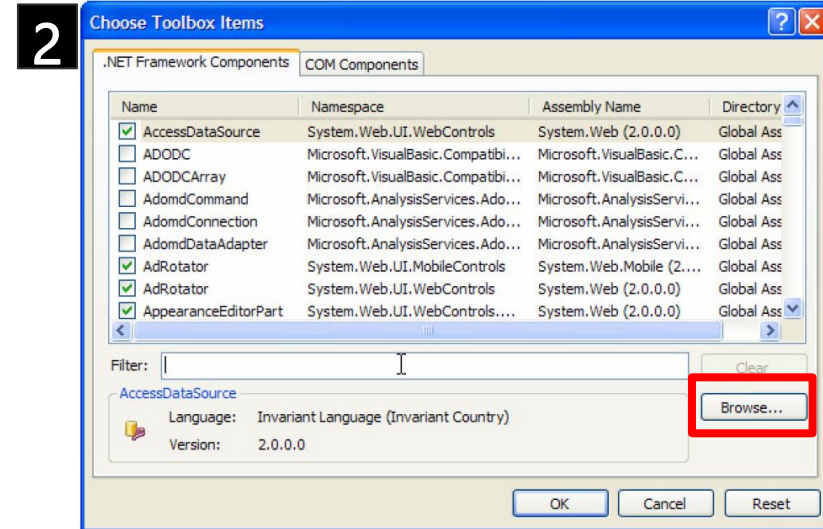 2
Choose Toolbox Items
.NET Framework Components COM Components
Name Namespace Assembly Name Directory
AccessDataSource System.Web.UI.WebControls System.Web (2.0.0.0) Global Ass
ADODC Microsoft.VisualBasic.Compatibi... Microsoft.VisualBasic.C... Global Ass
ADODCArray Microsoft.VisualBasic.Compatibi... Microsoft.VisualBasic.C... Global Ass
AdomdCommand Microsoft.AnalysisServices.Ado... Microsoft.AnalysisServi... Global Ass
AdomdConnection Microsoft.AnalysisServices.Ado... Microsoft.AnalysisServi... Global Ass
AdomdDataAdapter Microsoft.AnalysisServices.Ado... Microsoft.AnalysisServi... Global Ass
AdRotator System.Web.UI.MobileControls System.Web.Mobile (2.... Global Ass
AdRotator System.Web.UI.WebControls System.Web (2.0.0.0) Global Ass
AppearanceEditorPart System.Web.UI.WebControls.... System.Web (2.0.0.0) Global Ass
Filter: Clear
AccessDataSource
Browse...
Language: Invariant Language (Invariant Country)
Version: 2.0.0.0
OK Cancel Reset